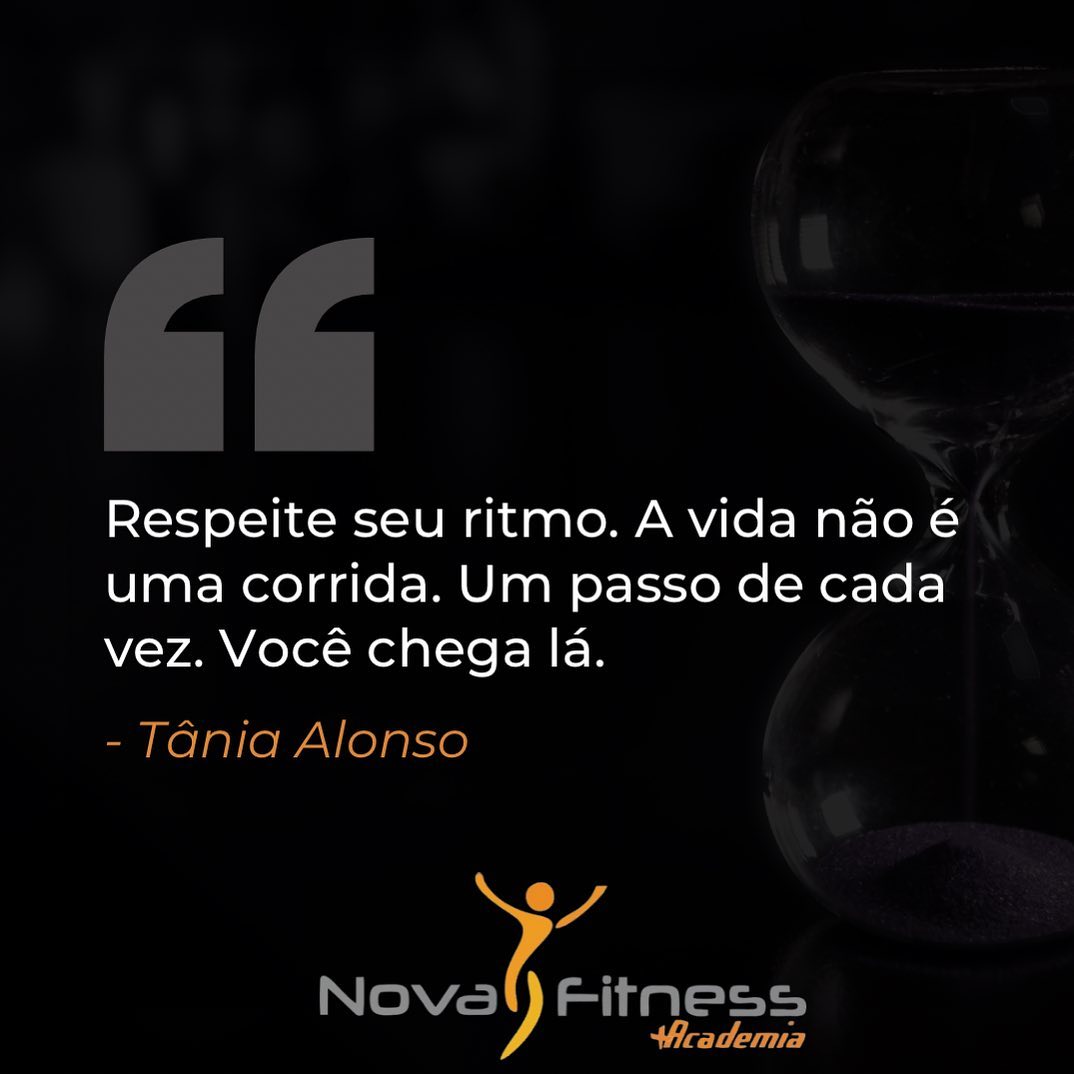 Respeite seu ritmo. A vida não é
uma corrida. Um passo de cada
vez. Você chega lá.
- Tânia Alonso
Nova Fitness
+Academia